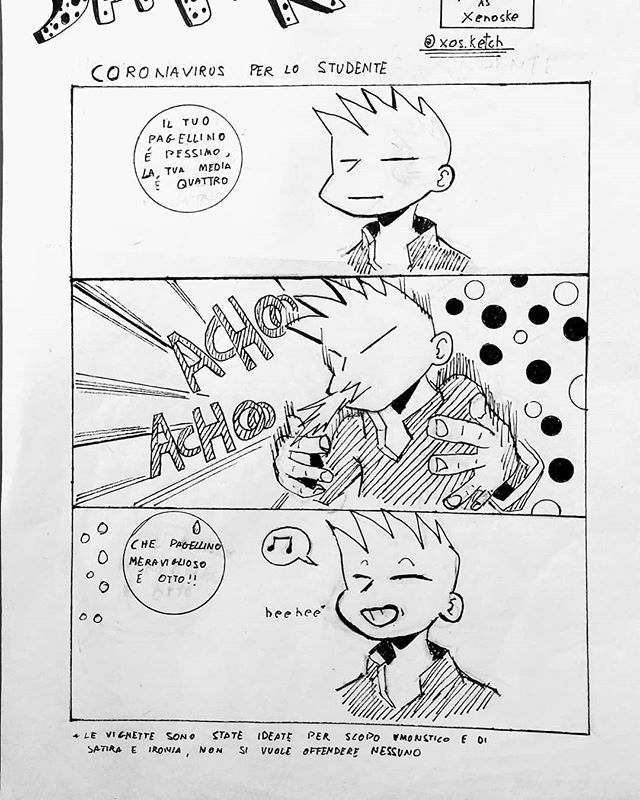 AS
Xenoske
@xos.ketch
CORONAVIRUS PER LO STUDENTE
IL TUO
PAGELLINO
É PESSIMO,
LA TUA MEDIA
É QUATTRO
ACHOO
ACHOO
CHE PAGELLINO
MERAVIGLIOSO
É OTTO!!
heehee
* LE VIGNETTE SONO STATE IDEATE PER SCOPO UMONISTICO E DI
SATIRA E IRONIA, NON SI VUOLE OFFENDERE NESSUNO